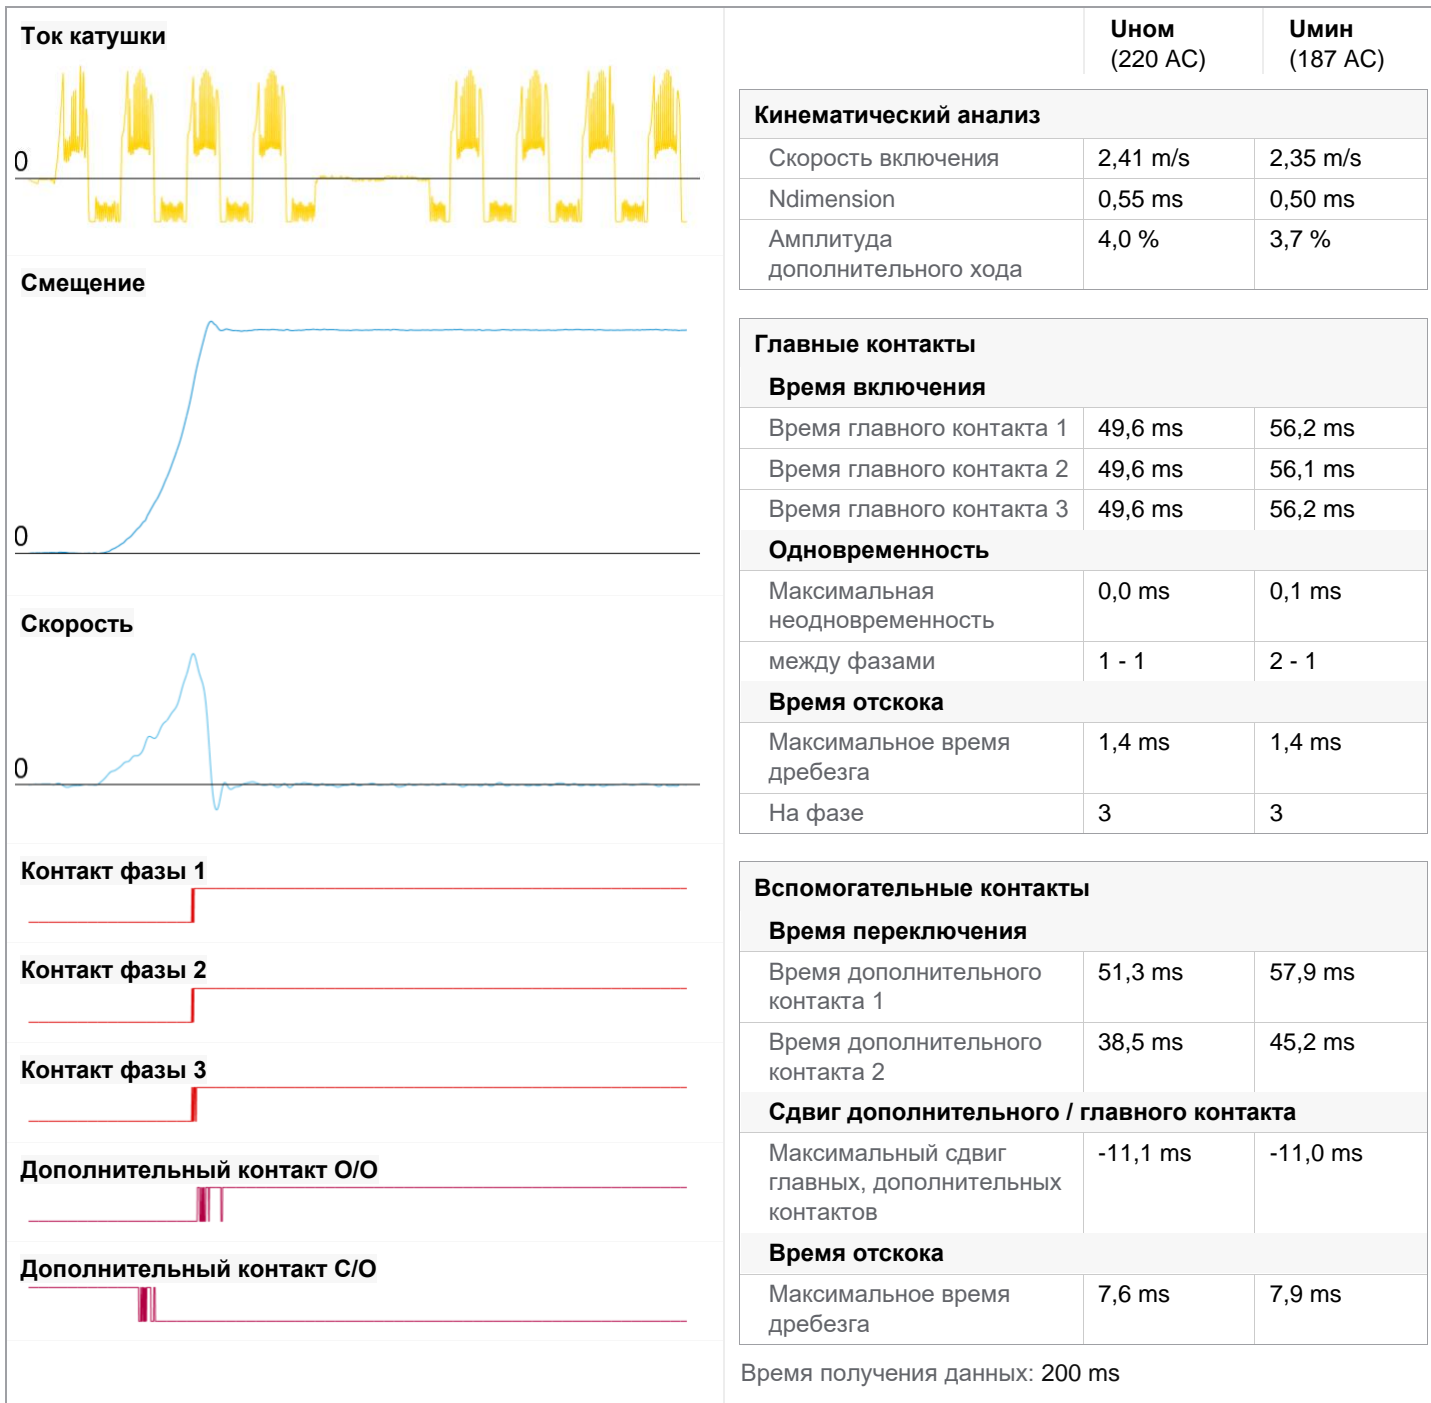 Ток катушки
0
Смещение
0
Скорость
0
Контакт фазы 1
Контакт фазы 2
Контакт фазы 3
Дополнительный контакт О/О
Дополнительный контакт С/О
Uном Uмин
(220 AC) (187 AC)
Кинематический анализ
Скорость включения 2,41 m/s 2,35 m/s
Ndimension 0,55 ms 0,50 ms
Амплитуда 4,0 % 3,7 %
дополнительного хода
Главные контакты
Время включения
Время главного контакта 1 49,6 ms 56,2 ms
Время главного контакта 2 49,6 ms 56,1 ms
Время главного контакта 3 49,6 ms 56,2 ms
Одновременность
Максимальная 0,0 ms 0,1 ms
неодновременность
между фазами 1 - 1 2 - 1
Время отскока
Максимальное время 1,4 ms 1,4 ms
дребезга
На фазе 3 3
Вспомогательные контакты
Время переключения
Время дополнительного 51,3 ms 57,9 ms
контакта 1
Время дополнительного 38,5 ms 45,2 ms
контакта 2
Сдвиг дополнительного / главного контакта
Максимальный сдвиг -11,1 ms -11,0 ms
главных, дополнительных
контактов
Время отскока
Максимальное время 7,6 ms 7,9 ms
дребезга
Время получения данных: 200 ms